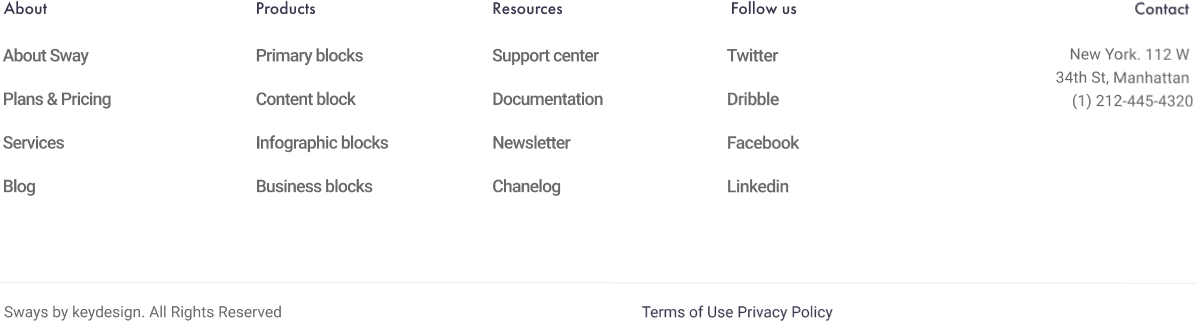 About
About Sway
Plans & Pricing
Services
Blog
Products
Primary blocks
Content block
Infographic blocks
Business blocks
Resources
Support center
Documentation
Newsletter
Chanelog
Follow us
Twitter
Dribble
Facebook
Linkedin
Contact
New York. 112 W
34th St, Manhattan
(1) 212-445-4320
Sways by keydesign. All Rights Reserved
Terms of Use Privacy Policy